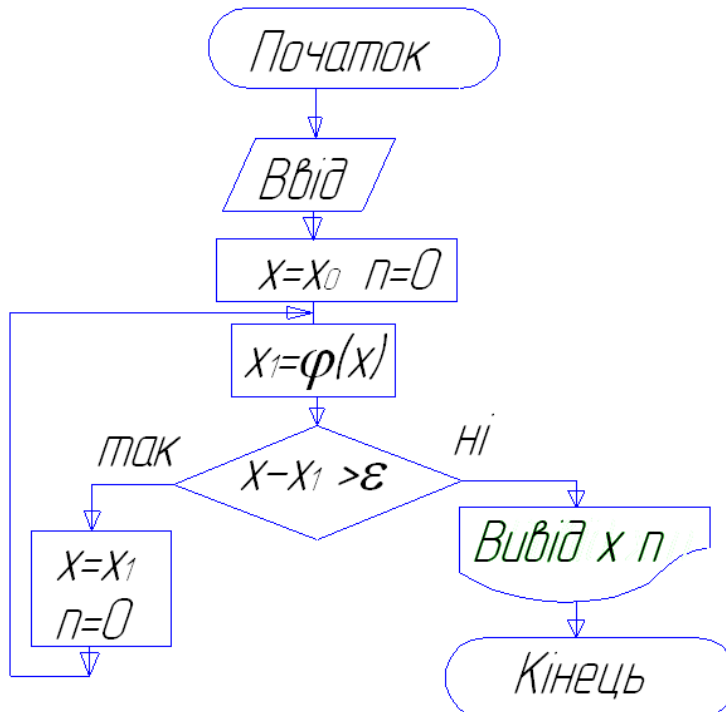 Початок
Ввід
x=x₀ n=0
x₁=φ(x)
так
x–x₁ >ε
ні
x=x₁
n=0
Вивід x n
Кінець